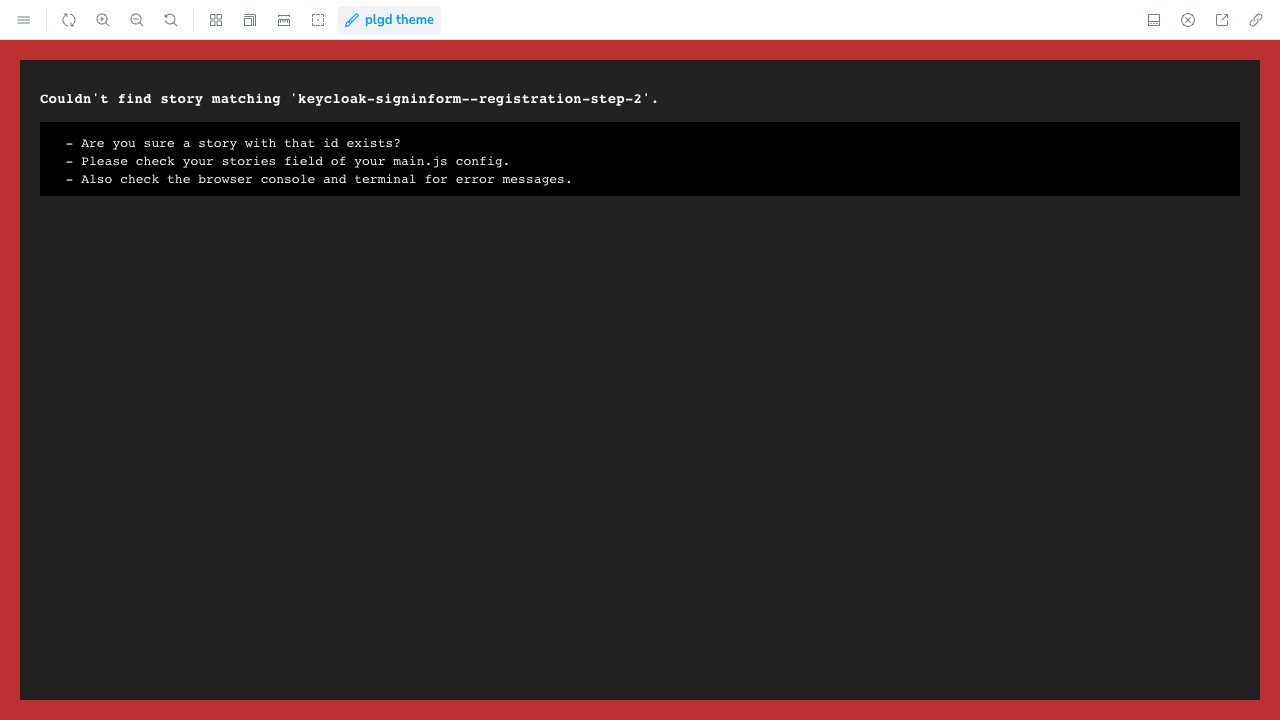 plgd theme
Couldn't find story matching 'keycloak-signinform--registration-step-2'.
- Are you sure a story with that id exists?
- Please check your stories field of your main.js config.
- Also check the browser console and terminal for error messages.